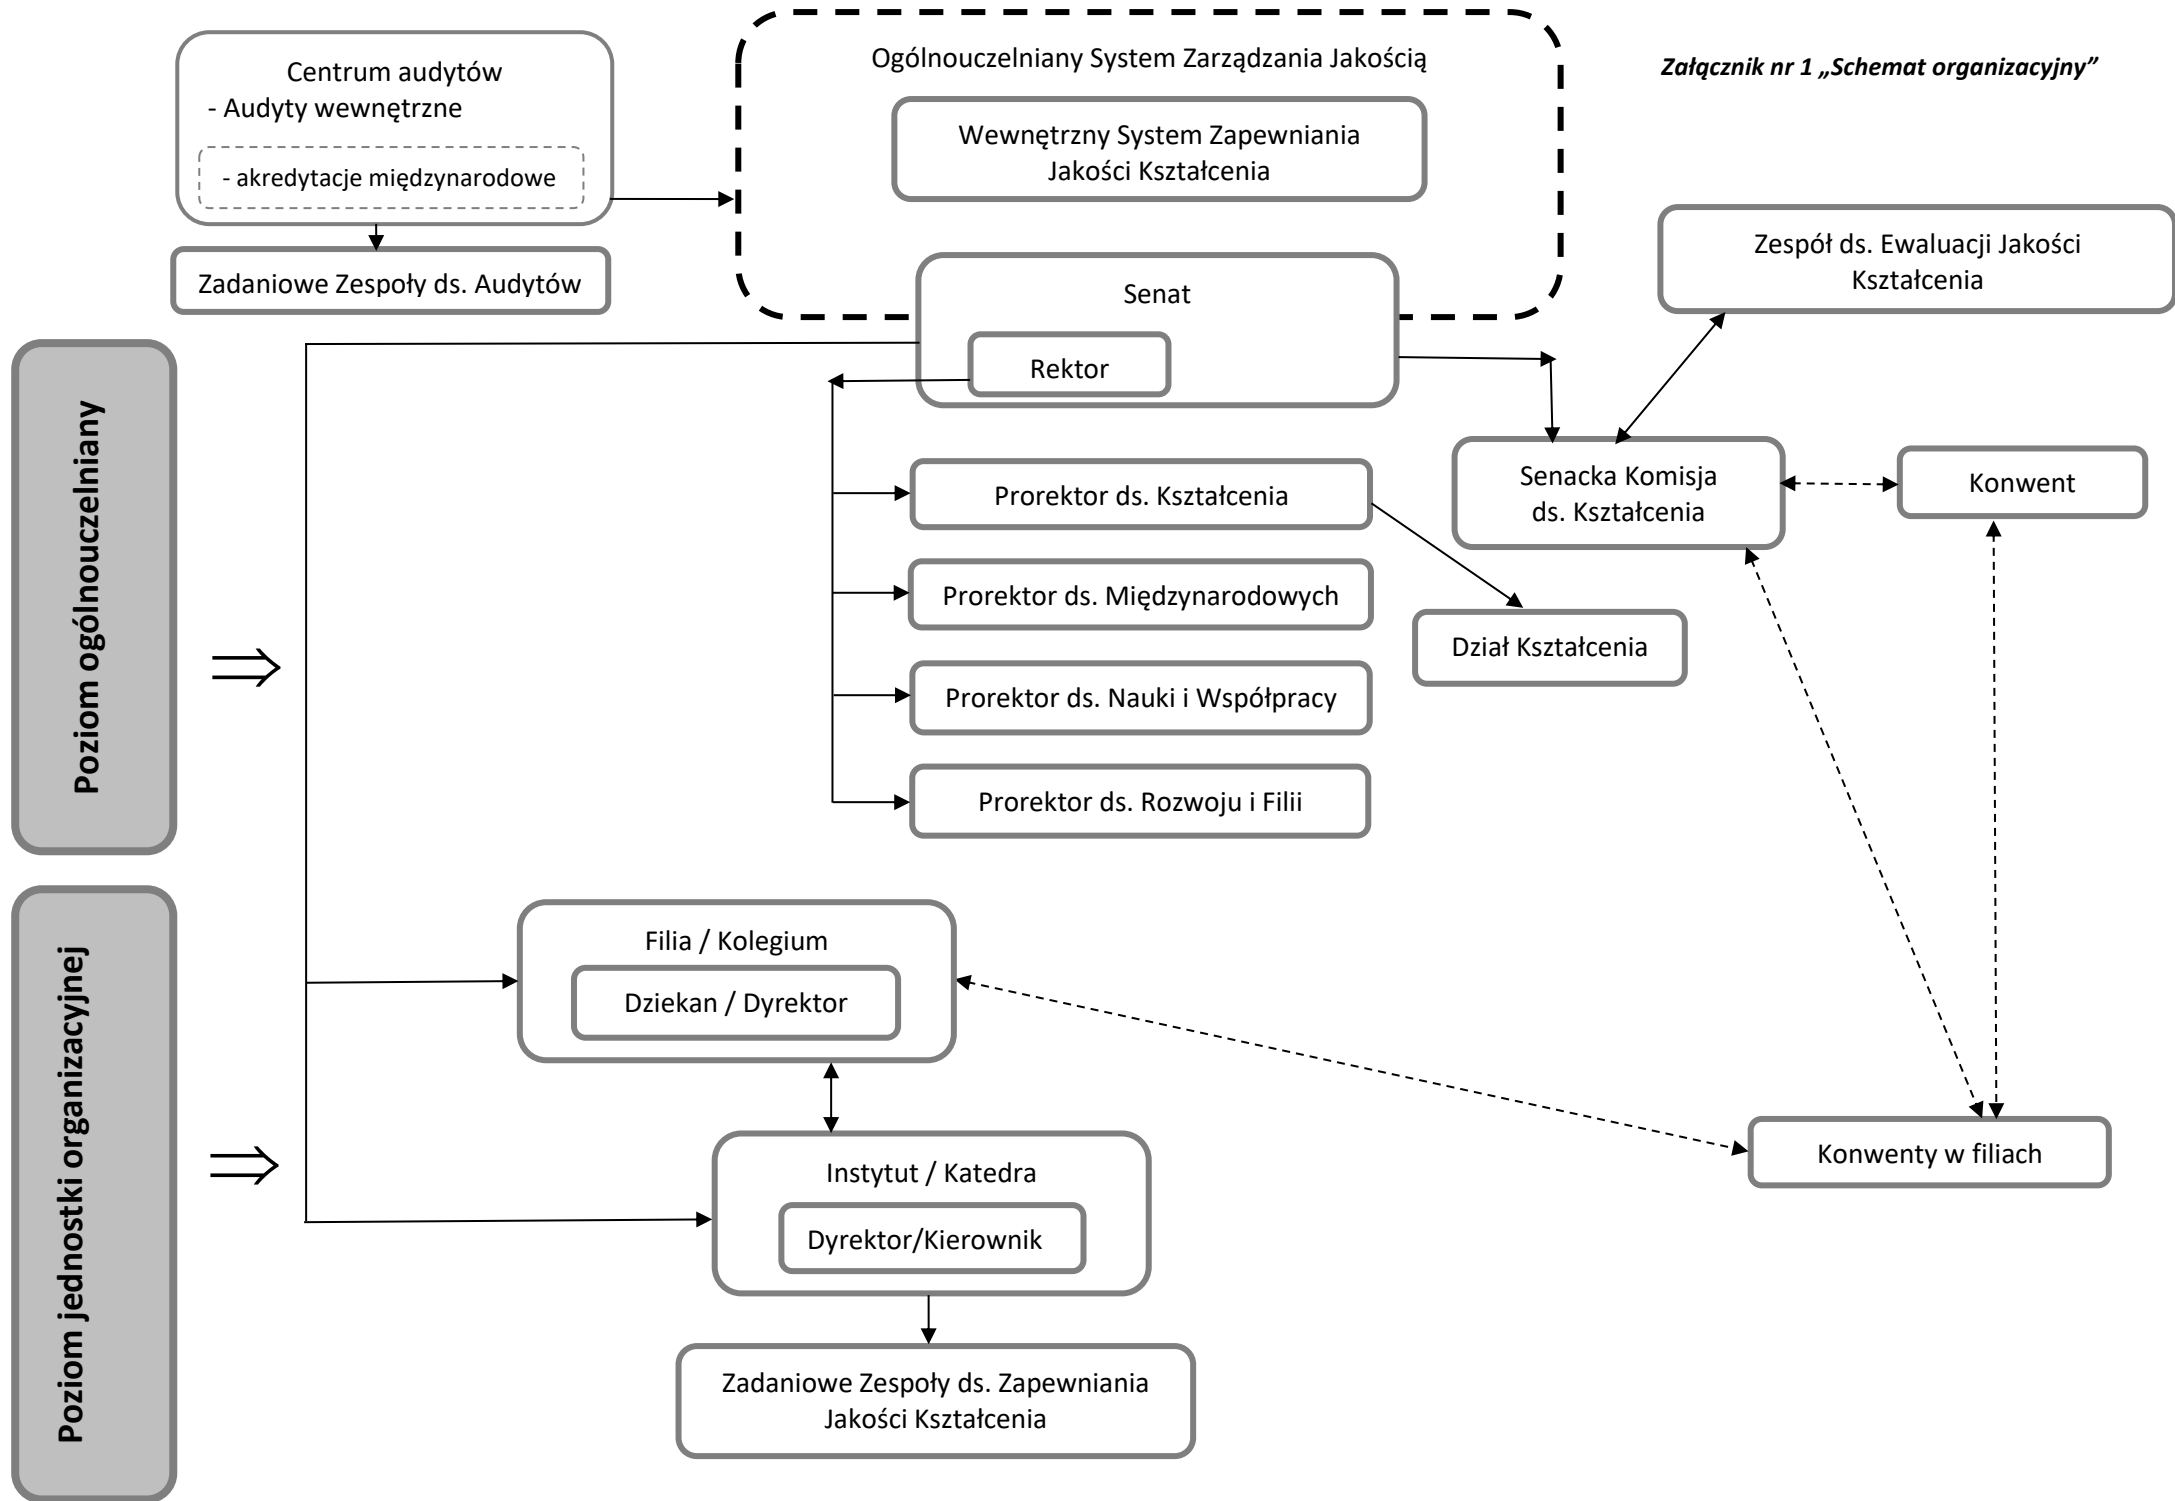 Centrum audytów
- Audyty wewnętrzne
- akredytacje międzynarodowe
Zadaniowe Zespoły ds. Audytów
Ogólnouczelniany System Zarządzania Jakością
Wewnętrzny System Zapewniania
Jakości Kształcenia
Załącznik nr 1 „Schemat organizacyjny”
Zespół ds. Ewaluacji Jakości
Kształcenia
Senat
Rektor
Poziom ogólnouczelniany
Prorektor ds. Kształcenia
Senacka Komisja
ds. Kształcenia
Konwent
Prorektor ds. Międzynarodowych
Dział Kształcenia
Prorektor ds. Nauki i Współpracy
Prorektor ds. Rozwoju i Filii
Poziom jednostki organizacyjnej
Filia / Kolegium
Dziekan / Dyrektor
Konwenty w filiach
Instytut / Katedra
Dyrektor/Kierownik
Zadaniowe Zespoły ds. Zapewniania
Jakości Kształcenia